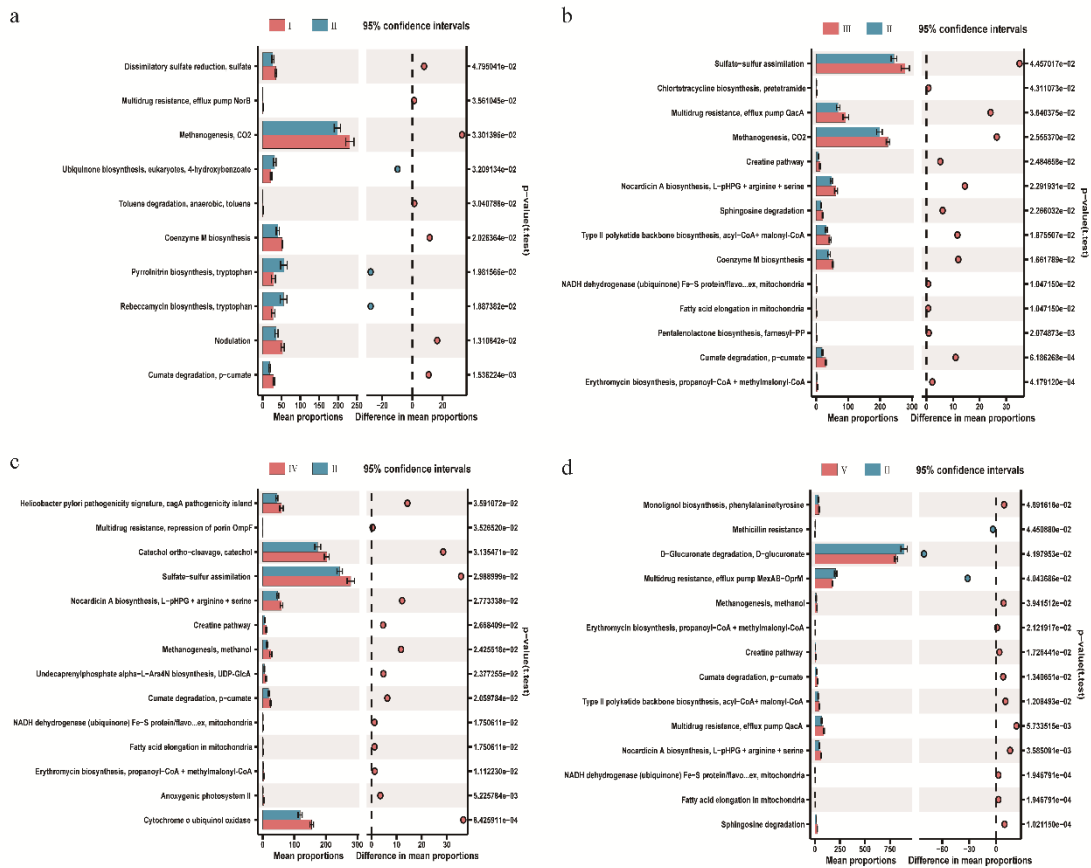 a
I II 95% confidence intervals
Dissimilatory sulfate reduction, sulfate 4.795041e-02
Multidrug resistance, efflux pump NorB 3.561045e-02
Methanogenesis, CO2 3.301396e-02
Ubiquinone biosynthesis, eukaryotes, 4-hydroxybenzoate 3.209134e-02
Toluene degradation, anaerobic, toluene 3.040786e-02
Coenzyme M biosynthesis 2.026364e-02
Pyrrolnitrin biosynthesis, tryptophan 1.981566e-02
Rebeccamycin biosynthesis, tryptophan 1.887382e-02
Nodulation 1.310642e-02
Cumate degradation, p-cumate 1.536224e-03
p-value(t.test)
0 50 100 150 200 250 -20 0 20
Mean proportions Difference in mean proportions
b
III II 95% confidence intervals
Sulfate-sulfur assimilation 4.457017e-02
Chlortetracycline biosynthesis, pretetramide 4.311073e-02
Multidrug resistance, efflux pump QacA 3.640375e-02
Methanogenesis, CO2 2.555370e-02
Creatine pathway 2.484658e-02
Nocardicin A biosynthesis, L-pHPG + arginine + serine 2.291931e-02
Sphingosine degradation 2.266032e-02
Type II polyketide backbone biosynthesis, acyl-CoA+ malonyl-CoA 1.875507e-02
Coenzyme M biosynthesis 1.661789e-02
NADH dehydrogenase (ubiquinone) Fe-S protein/flavo...ex, mitochondria 1.047150e-02
Fatty acid elongation in mitochondria 1.047150e-02
Pentalenolactone biosynthesis, farnesyl-PP 2.074873e-03
Cumate degradation, p-cumate 6.186268e-04
Erythromycin biosynthesis, propanoyl-CoA + methylmalonyl-CoA 4.179120e-04
p-value(t.test)
0 100 200 300 0 10 20 30
Mean proportions Difference in mean proportions
c
IV II 95% confidence intervals
Helicobacter pylori pathogenicity signature, cagA pathogenicity island 3.591072e-02
Multidrug resistance, repression of porin OmpF 3.526520e-02
Catechol ortho-cleavage, catechol 3.135471e-02
Sulfate-sulfur assimilation 2.988999e-02
Nocardicin A biosynthesis, L-pHPG + arginine + serine 2.773338e-02
Creatine pathway 2.668409e-02
Methanogenesis, methanol 2.425818e-02
Undecaprenylphosphate alpha-L-Ara4N biosynthesis, UDP-GlcA 2.377255e-02
Cumate degradation, p-cumate 2.059784e-02
NADH dehydrogenase (ubiquinone) Fe-S protein/flavo...ex, mitochondria 1.750611e-02
Fatty acid elongation in mitochondria 1.750611e-02
Erythromycin biosynthesis, propanoyl-CoA + methylmalonyl-CoA 1.112230e-02
Anoxygenic photosystem II 5.225764e-03
Cytochrome o ubiquinol oxidase 8.425911e-04
p-value(t.test)
0 50 100 150 200 250 300 0 10 20 30
Mean proportions Difference in mean proportions
d
V II 95% confidence intervals
Monolignol biosynthesis, phenylalanine/tyrosine 4.891616e-02
Methicillin resistance 4.450880e-02
D-Glucuronate degradation, D-glucuronate 4.197953e-02
Multidrug resistance, efflux pump MexAB-OprM 4.043686e-02
Methanogenesis, methanol 3.941512e-02
Erythromycin biosynthesis, propanoyl-CoA + methylmalonyl-CoA 2.121917e-02
Creatine pathway 1.726441e-02
Cumate degradation, p-cumate 1.349651e-02
Type II polyketide backbone biosynthesis, acyl-CoA+ malonyl-CoA 1.206493e-02
Multidrug resistance, efflux pump QacA 5.733515e-03
Nocardicin A biosynthesis, L-pHPG + arginine + serine 3.585091e-03
NADH dehydrogenase (ubiquinone) Fe-S protein/flavo...ex, mitochondria 1.946791e-04
Fatty acid elongation in mitochondria 1.946791e-04
Sphingosine degradation 1.021150e-04
p-value(t.test)
0 250 500 750 -60 -30 0
Mean proportions Difference in mean proportions